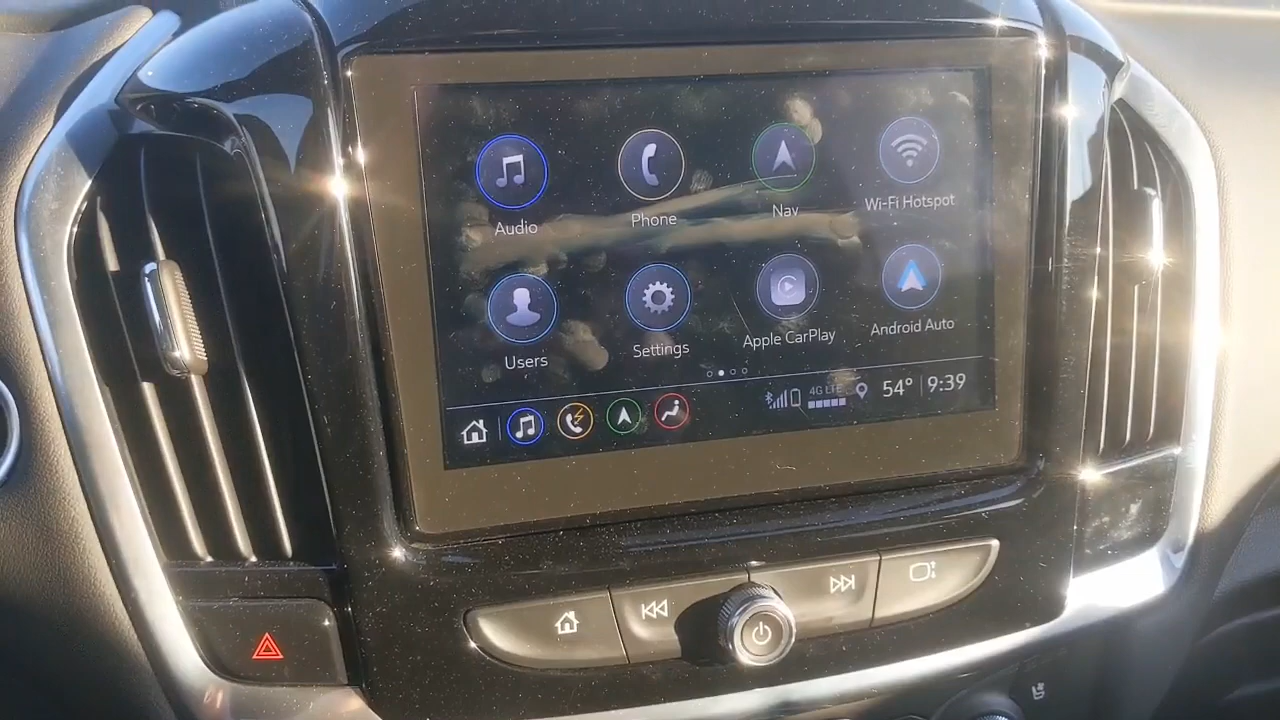 Audio
Phone
Nav
Wi-Fi Hotspot
Users
Settings
Apple CarPlay
Android Auto
4G LTE
54°
9:39